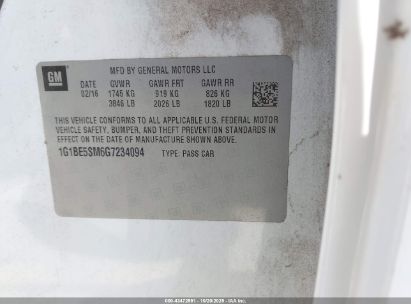 GM
MFD BY GENERAL MOTORS LLC
DATE GVWR GAWR FRT GAWR RR
02/16 1745 KG 919 KG 826 KG
3846 LB 2026 LB 1820 LB
THIS VEHICLE CONFORMS TO ALL APPLICABLE U.S. FEDERAL MOTOR
VEHICLE SAFETY, BUMPER, AND THEFT PREVENTION STANDARDS IN
EFFECT ON THE DATE OF MANUFACTURE SHOWN ABOVE.
1G1BE5SM6G7234094 TYPE: PASS CAR